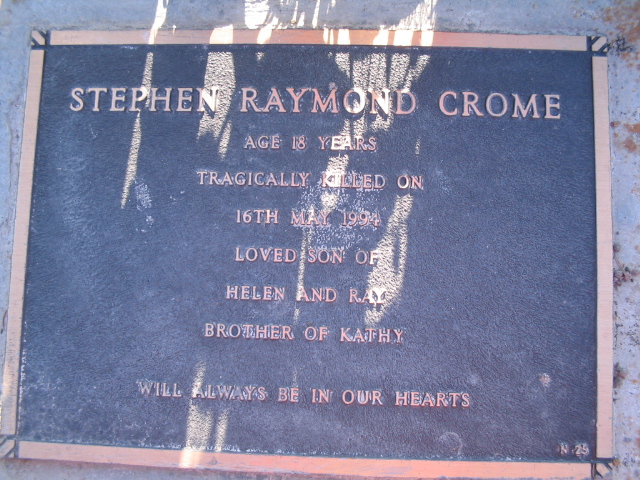 STEPHEN RAYMOND CROME
AGE 18 YEARS
TRAGICALLY KILLED ON
16TH MAY 1994
LOVED SON OF
HELEN AND RAY
BROTHER OF KATHY
WILL ALWAYS BE IN OUR HEARTS
N 25